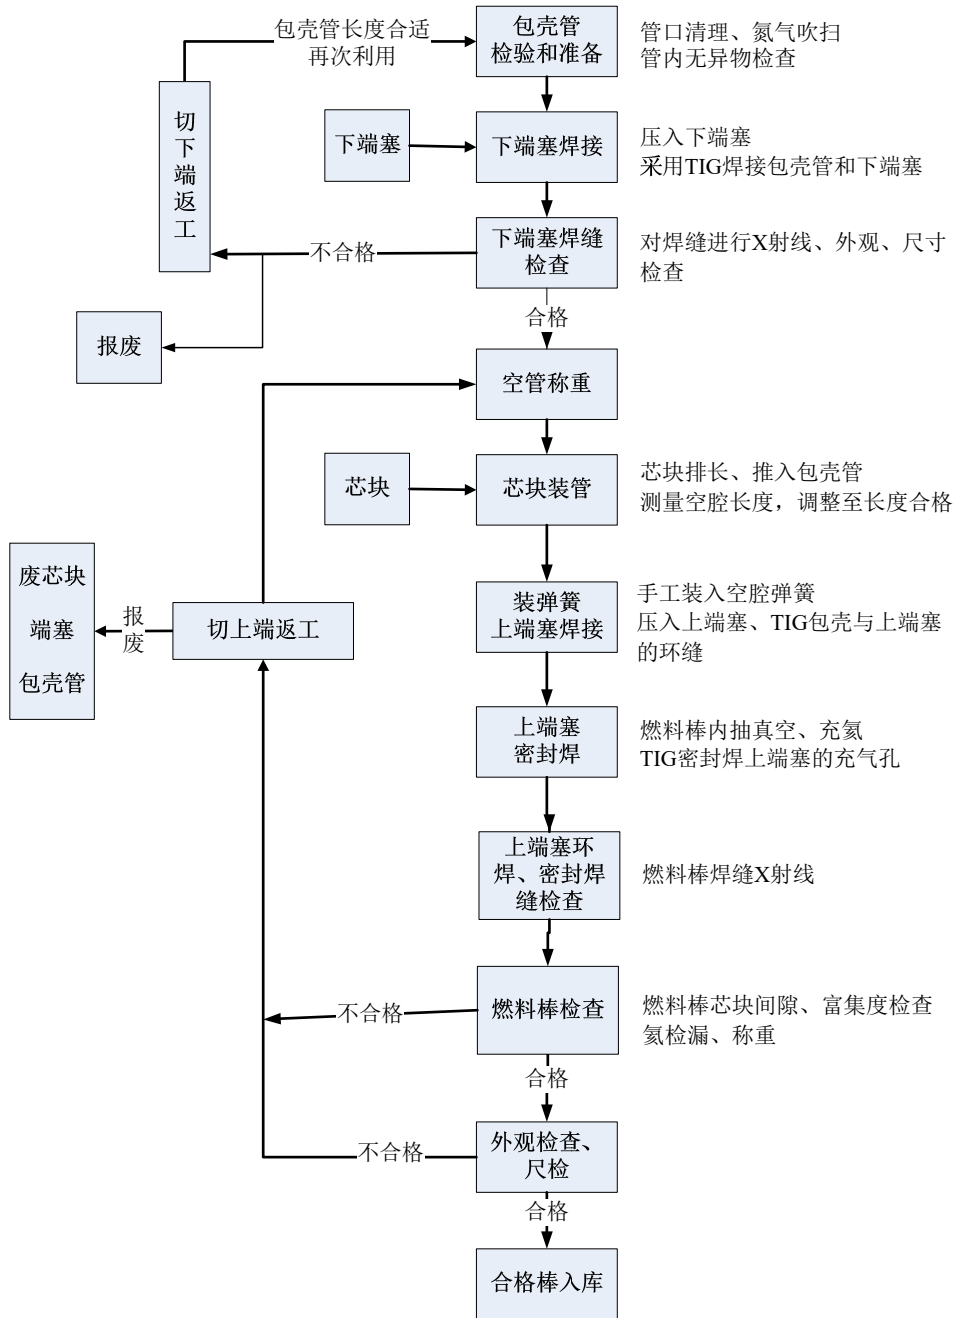 包壳管长度合适
再次利用
包壳管
检验和准备
管口清理、氮气吹扫
管内无异物检查
切
下
端
返
工
下端塞
下端塞焊接
压入下端塞
采用TIG焊接包壳管和下端塞
不合格
下端塞焊缝
检查
对焊缝进行X射线、外观、尺寸
检查
合格
报废
空管称重
芯块
芯块装管
芯块排长、推入包壳管
测量空腔长度，调整至长度合格
废芯块
端塞
包壳管
报
废
切上端返工
装弹簧
上端塞焊接
手工装入空腔弹簧
压入上端塞、TIG包壳与上端塞
的环缝
上端塞
密封焊
燃料棒内抽真空、充氦
TIG密封焊上端塞的充气孔
上端塞环
焊、密封焊
缝检查
燃料棒焊缝X射线
不合格
燃料棒检查
燃料棒芯块间隙、富集度检查
氦检漏、称重
合格
不合格
外观检查、
尺检
合格
合格棒入库